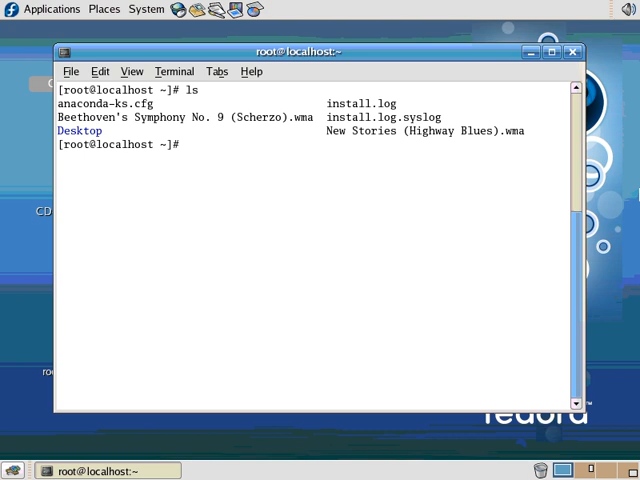 Applications Places System
root@localhost:~
File Edit View Terminal Tabs Help
[root@localhost ~]# ls
anaconda-ks.cfg install.log
Beethoven's Symphony No. 9 (Scherzo).wma install.log.syslog
Desktop New Stories (Highway Blues).wma
[root@localhost ~]#
CD
fedora™
root@localhost:~